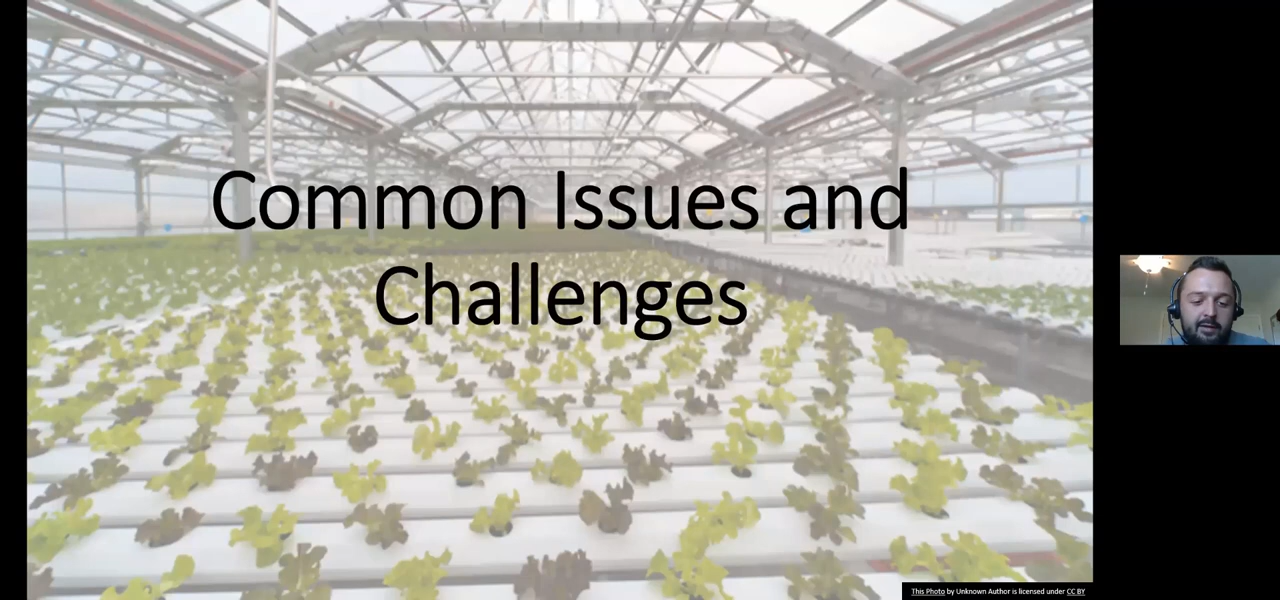 Common Issues and
Challenges
This Photo by Unknown Author is licensed under CC BY